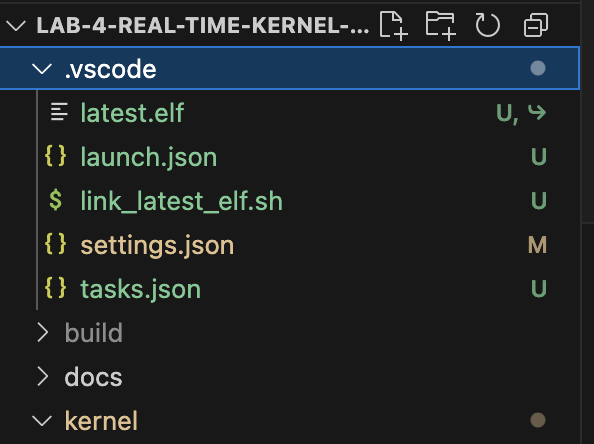 LAB-4-REAL-TIME-KERNEL-...
.vscode
latest.elf U,
{} launch.json U
$ link_latest_elf.sh U
{} settings.json M
{} tasks.json U
build
docs
kernel